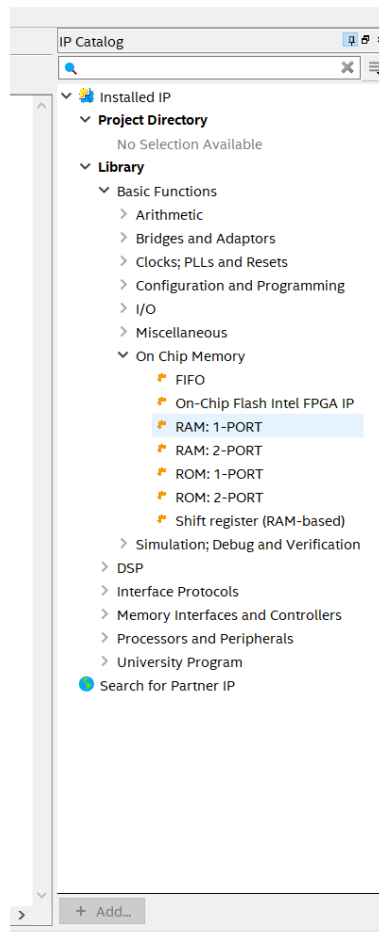 IP Catalog
Installed IP
Project Directory
No Selection Available
Library
Basic Functions
Arithmetic
Bridges and Adaptors
Clocks; PLLs and Resets
Configuration and Programming
I/O
Miscellaneous
On Chip Memory
FIFO
On-Chip Flash Intel FPGA IP
RAM: 1-PORT
RAM: 2-PORT
ROM: 1-PORT
ROM: 2-PORT
Shift register (RAM-based)
Simulation; Debug and Verification
DSP
Interface Protocols
Memory Interfaces and Controllers
Processors and Peripherals
University Program
Search for Partner IP
+ Add...